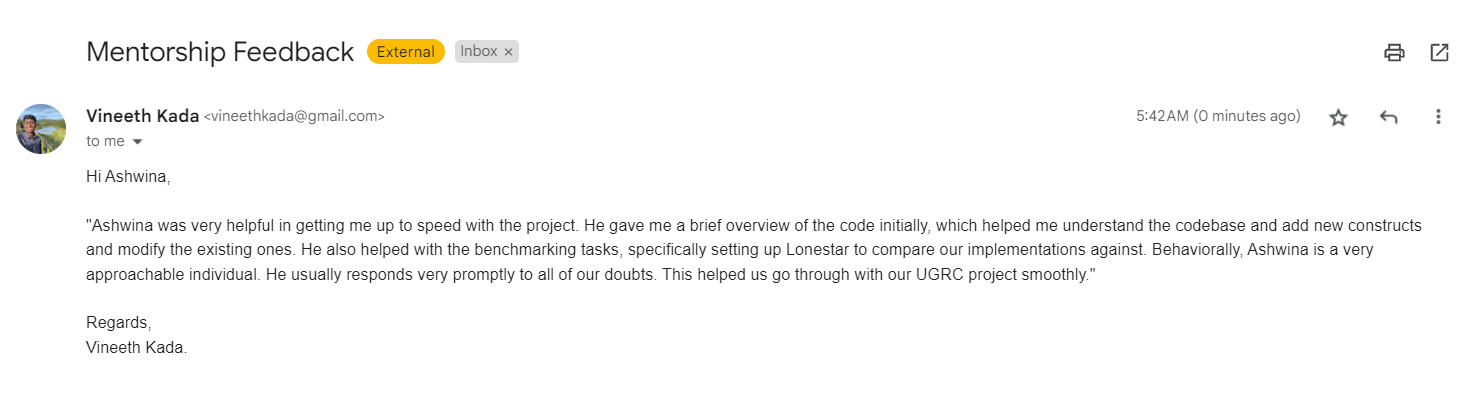 Mentorship Feedback External Inbox ×
Vineeth Kada <vineethkada@gmail.com> 5:42 AM (0 minutes ago)
to me
Hi Ashwina,
"Ashwina was very helpful in getting me up to speed with the project. He gave me a brief overview of the code initially, which helped me understand the codebase and add new constructs
and modify the existing ones. He also helped with the benchmarking tasks, specifically setting up Lonestar to compare our implementations against. Behaviorally, Ashwina is a very
approachable individual. He usually responds very promptly to all of our doubts. This helped us go through with our UGRC project smoothly."
Regards,
Vineeth Kada.